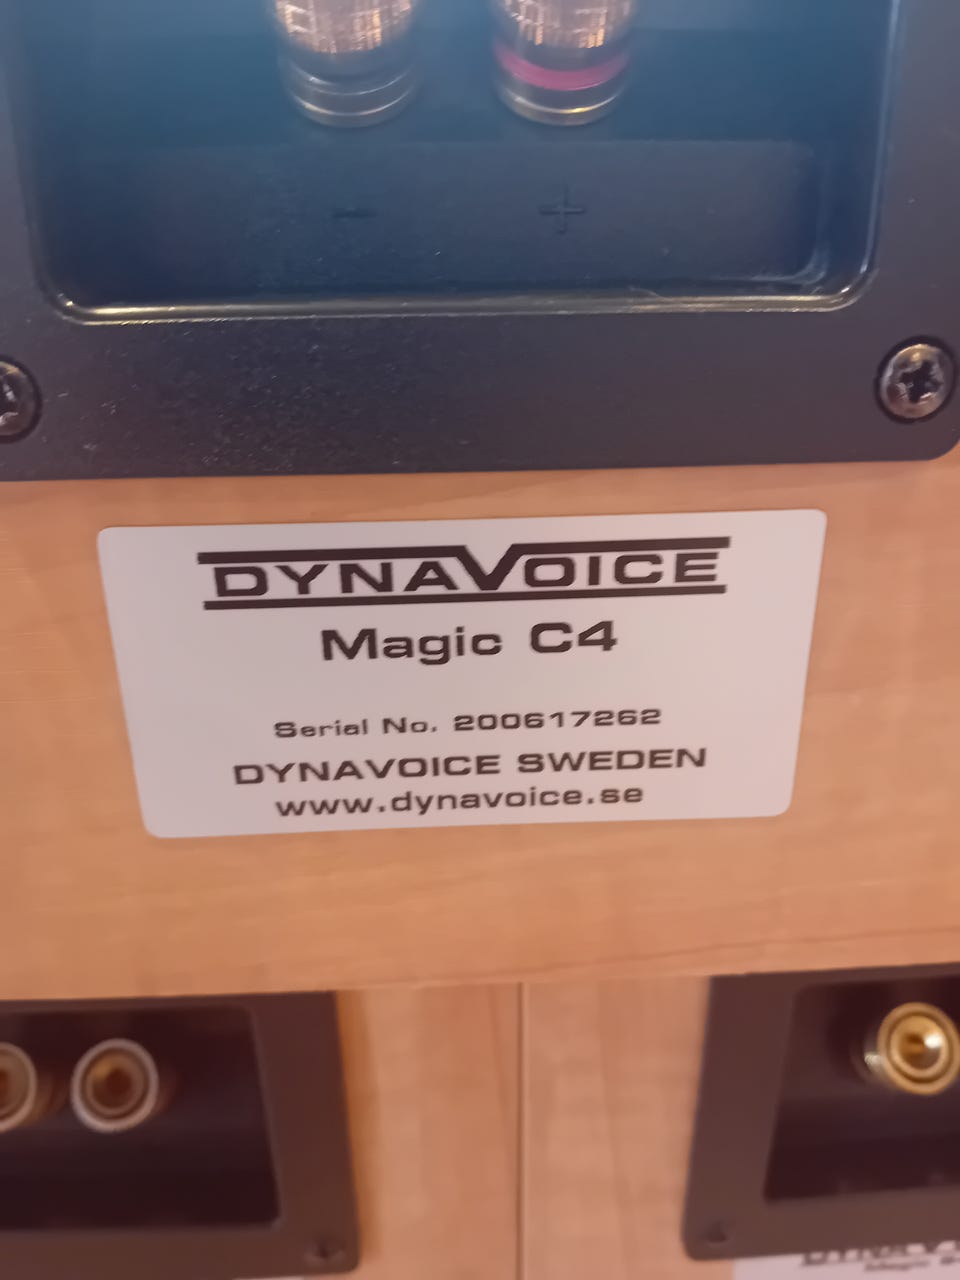 - +
DYNAVOICE
Magic C4
Serial No. 200617262
DYNAVOICE SWEDEN
www.dynavoice.se